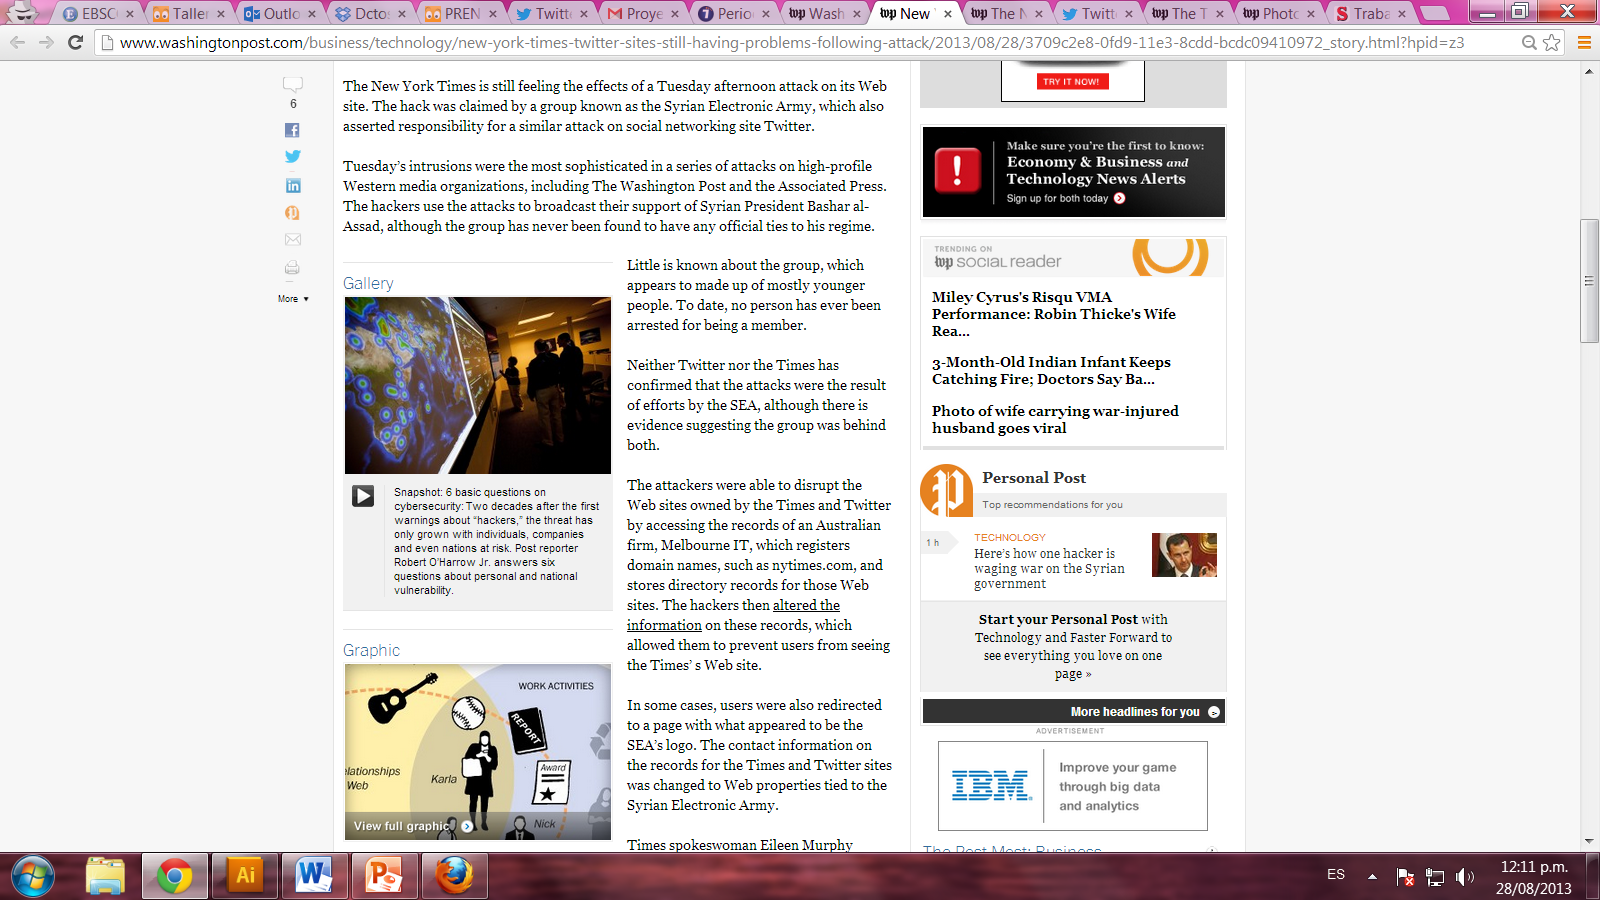 EBSC
Taller
Outlo
Dctos
PREN
Twitte
Proye
Perio
wp Wash
wp New
wp The N
Twitt
wp The T
wp Photo
Traba
www.washingtonpost.com/business/technology/new-york-times-twitter-sites-still-having-problems-following-attack/2013/08/28/3709c2e8-0fd9-11e3-8cdd-bcdc09410972_story.html?hpid=z3
6
More
The New York Times is still feeling the effects of a Tuesday afternoon attack on its Web
site. The hack was claimed by a group known as the Syrian Electronic Army, which also
asserted responsibility for a similar attack on social networking site Twitter.
Tuesday's intrusions were the most sophisticated in a series of attacks on high-profile
Western media organizations, including The Washington Post and the Associated Press.
The hackers use the attacks to broadcast their support of Syrian President Bashar al-
Assad, although the group has never been found to have any official ties to his regime.
Gallery
Snapshot: 6 basic questions on
cybersecurity: Two decades after the first
warnings about "hackers," the threat has
only grown with individuals, companies
and even nations at risk. Post reporter
Robert O'Harrow Jr. answers six
questions about personal and national
vulnerability.
Graphic
WORK ACTIVITIES
REPORT
elationships
Web
Karla
Award
Nick
View full graphic
Little is known about the group, which
appears to made up of mostly younger
people. To date, no person has ever been
arrested for being a member.
Neither Twitter nor the Times has
confirmed that the attacks were the result
of efforts by the SEA, although there is
evidence suggesting the group was behind
both.
The attackers were able to disrupt the
Web sites owned by the Times and Twitter
by accessing the records of an Australian
firm, Melbourne IT, which registers
domain names, such as nytimes.com, and
stores directory records for those Web
sites. The hackers then altered the
information on these records, which
allowed them to prevent users from seeing
the Times' s Web site.
In some cases, users were also redirected
to a page with what appeared to be the
SEA's logo. The contact information on
the records for the Times and Twitter sites
was changed to Web properties tied to the
Syrian Electronic Army.
Times spokeswoman Eileen Murphy
TRY IT NOW!
Make sure you're the first to know:
Economy & Business and
Technology News Alerts
Sign up for both today
TRENDING ON
wp SOCIAL READER
Miley Cyrus's Risqu VMA
Performance: Robin Thicke's Wife
Rea...
3-Month-Old Indian Infant Keeps
Catching Fire; Doctors Say Ba...
Photo of wife carrying war-injured
husband goes viral
Personal Post
Top recommendations for you
1 h
TECHNOLOGY
Here's how one hacker is
waging war on the Syrian
government
Start your Personal Post with
Technology and Faster Forward to
see everything you love on one
page »
More headlines for you
ADVERTISEMENT
IBM
Improve your game
through big data
and analytics
The Post Most: Business
Ai
W
P
ES
12:11 p.m.
28/08/2013